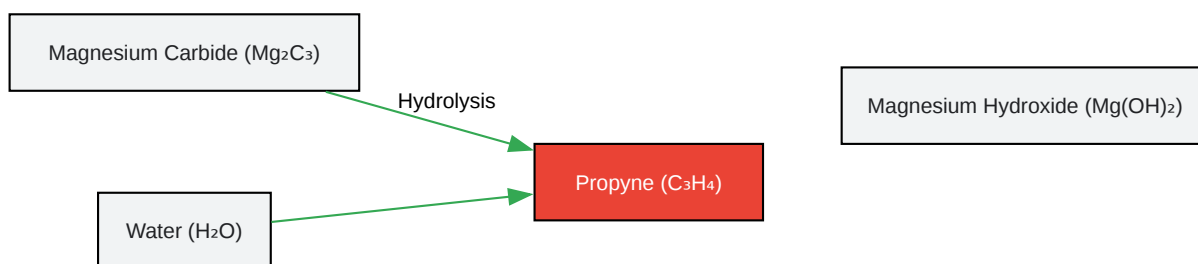 Magnesium Carbide (Mg₂C₃)
Hydrolysis
Magnesium Hydroxide (Mg(OH)₂)
Propyne (C₃H₄)
Water (H₂O)